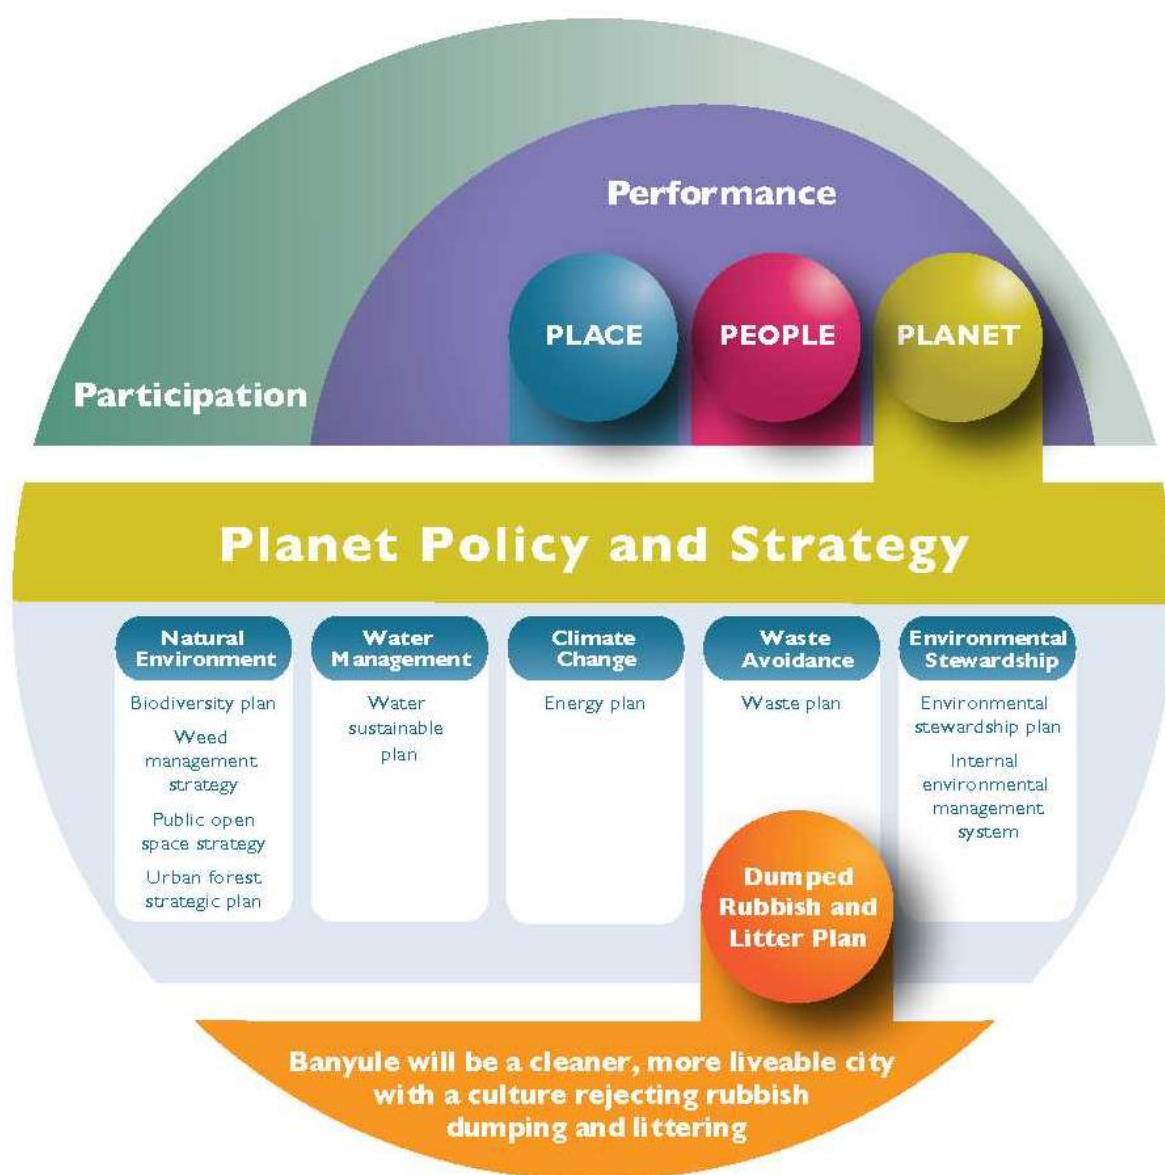 Performance
PLACE
PEOPLE
PLANET
Participation
Planet Policy and Strategy
Natural
Environment
Biodiversity plan
Weed
management
strategy
Public open
space strategy
Urban forest
strategic plan
Water
Management
Water
sustainable
plan
Climate
Change
Energy plan
Waste
Avoidance
Waste plan
Environmental
Stewardship
Environmental
stewardship plan
Internal
environmental
management
system
Dumped
Rubbish and
Litter Plan
Banyule will be a cleaner, more liveable city
with a culture rejecting rubbish
dumping and littering